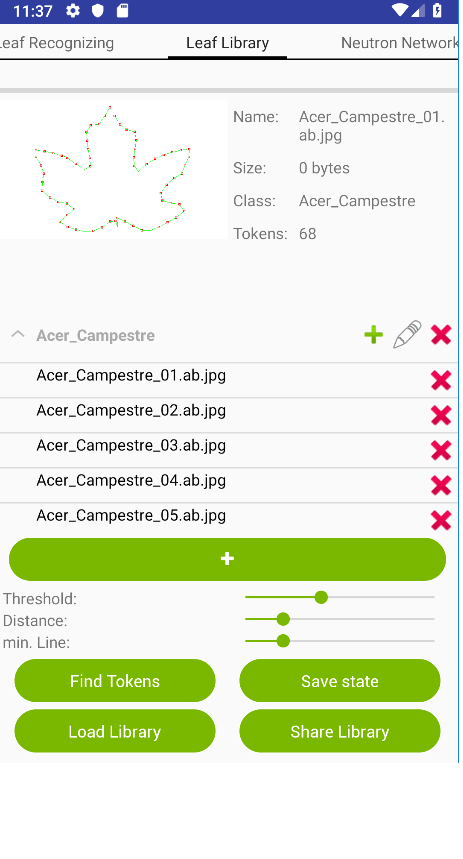 11:37
Leaf Recognizing Leaf Library Neutron Network
Name: Acer_Campestre_01.
ab.jpg
Size: 0 bytes
Class: Acer_Campestre
Tokens: 68
Acer_Campestre
Acer_Campestre_01.ab.jpg
Acer_Campestre_02.ab.jpg
Acer_Campestre_03.ab.jpg
Acer_Campestre_04.ab.jpg
Acer_Campestre_05.ab.jpg
+
Threshold:
Distance:
min. Line:
Find Tokens Save state
Load Library Share Library